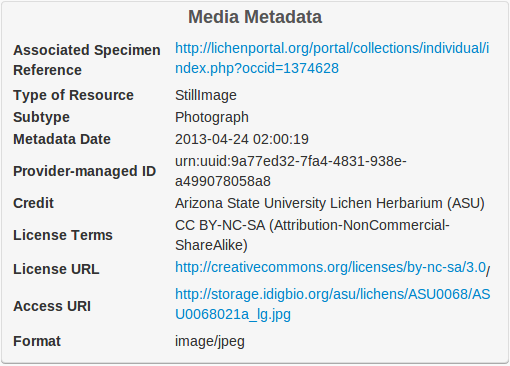 Media Metadata
Associated Specimen Reference http://lichenportal.org/portal/collections/individual/i
ndex.php?occid=1374628
Type of Resource StillImage
Subtype Photograph
Metadata Date 2013-04-24 02:00:19
Provider-managed ID urn:uuid:9a77ed32-7fa4-4831-938e-
a499078058a8
Credit Arizona State University Lichen Herbarium (ASU)
License Terms CC BY-NC-SA (Attribution-NonCommercial-
ShareAlike)
License URL http://creativecommons.org/licenses/by-nc-sa/3.0/
Access URI http://storage.idigbio.org/asu/lichens/ASU0068/AS
U0068021a_lg.jpg
Format image/jpeg